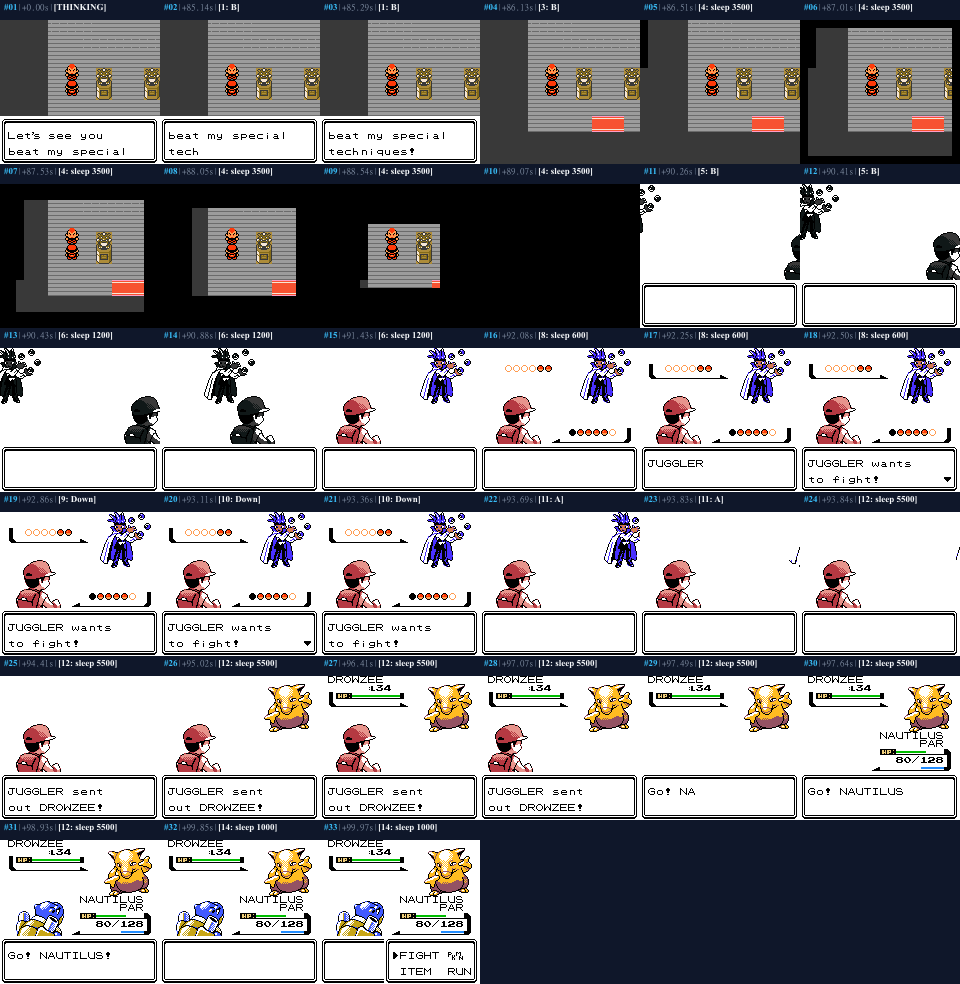 #01|+0.00s| [THINKING]
#02|+85.14s| [1: B]
#03|+85.29s| [1: B]
#04|+86.13s| [3: B]
#05|+86.51s| [4: sleep 3500]
#06|+87.01s| [4: sleep 3500]
Let's see you
beat my special
beat my special
tech
beat my special
techniques!
#07|+87.53s| [4: sleep 3500]
#08|+88.05s| [4: sleep 3500]
#09|+88.54s| [4: sleep 3500]
#10|+89.07s| [4: sleep 3500]
#11|+90.26s| [5: B]
#12|+90.41s| [5: B]
#13|+90.43s| [6: sleep 1200]
#14|+90.88s| [6: sleep 1200]
#15|+91.43s| [6: sleep 1200]
#16|+92.08s| [8: sleep 600]
#17|+92.25s| [8: sleep 600]
#18|+92.50s| [8: sleep 600]
JUGGLER
JUGGLER wants
to fight!
#19|+92.86s| [9: Down]
#20|+93.11s| [10: Down]
#21|+93.36s| [10: Down]
#22|+93.69s| [11: A]
#23|+93.83s| [11: A]
#24|+93.84s| [12: sleep 5500]
JUGGLER wants
to fight!
JUGGLER wants
to fight!
JUGGLER wants
to fight!
#25|+94.41s| [12: sleep 5500]
#26|+95.02s| [12: sleep 5500]
#27|+96.41s| [12: sleep 5500]
#28|+97.07s| [12: sleep 5500]
#29|+97.49s| [12: sleep 5500]
#30|+97.64s| [12: sleep 5500]
JUGGLER sent
out DROWZEE!
JUGGLER sent
out DROWZEE!
DROWZEE
:L34
HP:
JUGGLER sent
out DROWZEE!
DROWZEE
:L34
HP:
JUGGLER sent
out DROWZEE!
DROWZEE
:L34
HP:
Go! NA
DROWZEE
:L34
HP:
NAUTILUS
PAR
HP:
80/128
Go! NAUTILUS
#31|+98.93s| [12: sleep 5500]
#32|+99.85s| [14: sleep 1000]
#33|+99.97s| [14: sleep 1000]
DROWZEE
:L34
HP:
NAUTILUS
PAR
HP:
80/128
Go! NAUTILUS!
DROWZEE
:L34
HP:
NAUTILUS
PAR
HP:
80/128
DROWZEE
:L34
HP:
NAUTILUS
PAR
HP:
80/128
FIGHT PKMN
ITEM RUN